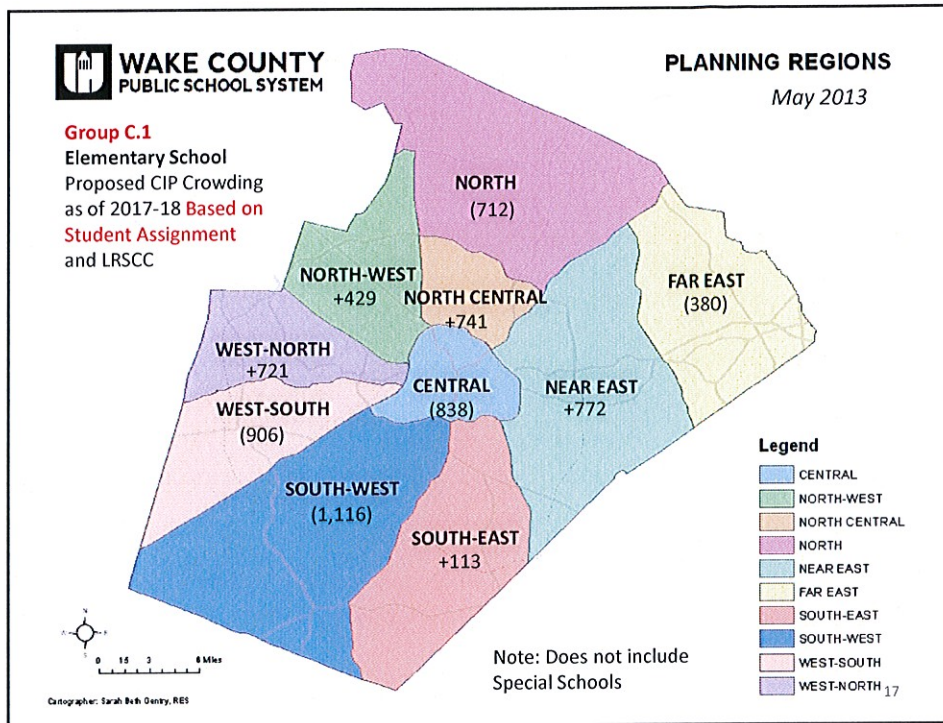 WAKE COUNTY
PUBLIC SCHOOL SYSTEM
PLANNING REGIONS
May 2013
Group C.1
Elementary School
Proposed CIP Crowding
as of 2017-18 Based on
Student Assignment
and LRSCC
NORTH
(712)
NORTH-WEST
+429
NORTH CENTRAL
+741
FAR EAST
(380)
WEST-NORTH
+721
CENTRAL
(838)
NEAR EAST
+772
WEST-SOUTH
(906)
SOUTH-WEST
(1,116)
SOUTH-EAST
+113
Legend
CENTRAL
NORTH-WEST
NORTH CENTRAL
NORTH
NEAR EAST
FAR EAST
SOUTH-EAST
SOUTH-WEST
WEST-SOUTH
WEST-NORTH
17
N
S
0 1.5 3 6 Miles
Note: Does not include
Special Schools
Cartographer: Sarah Beth Gentry, RES